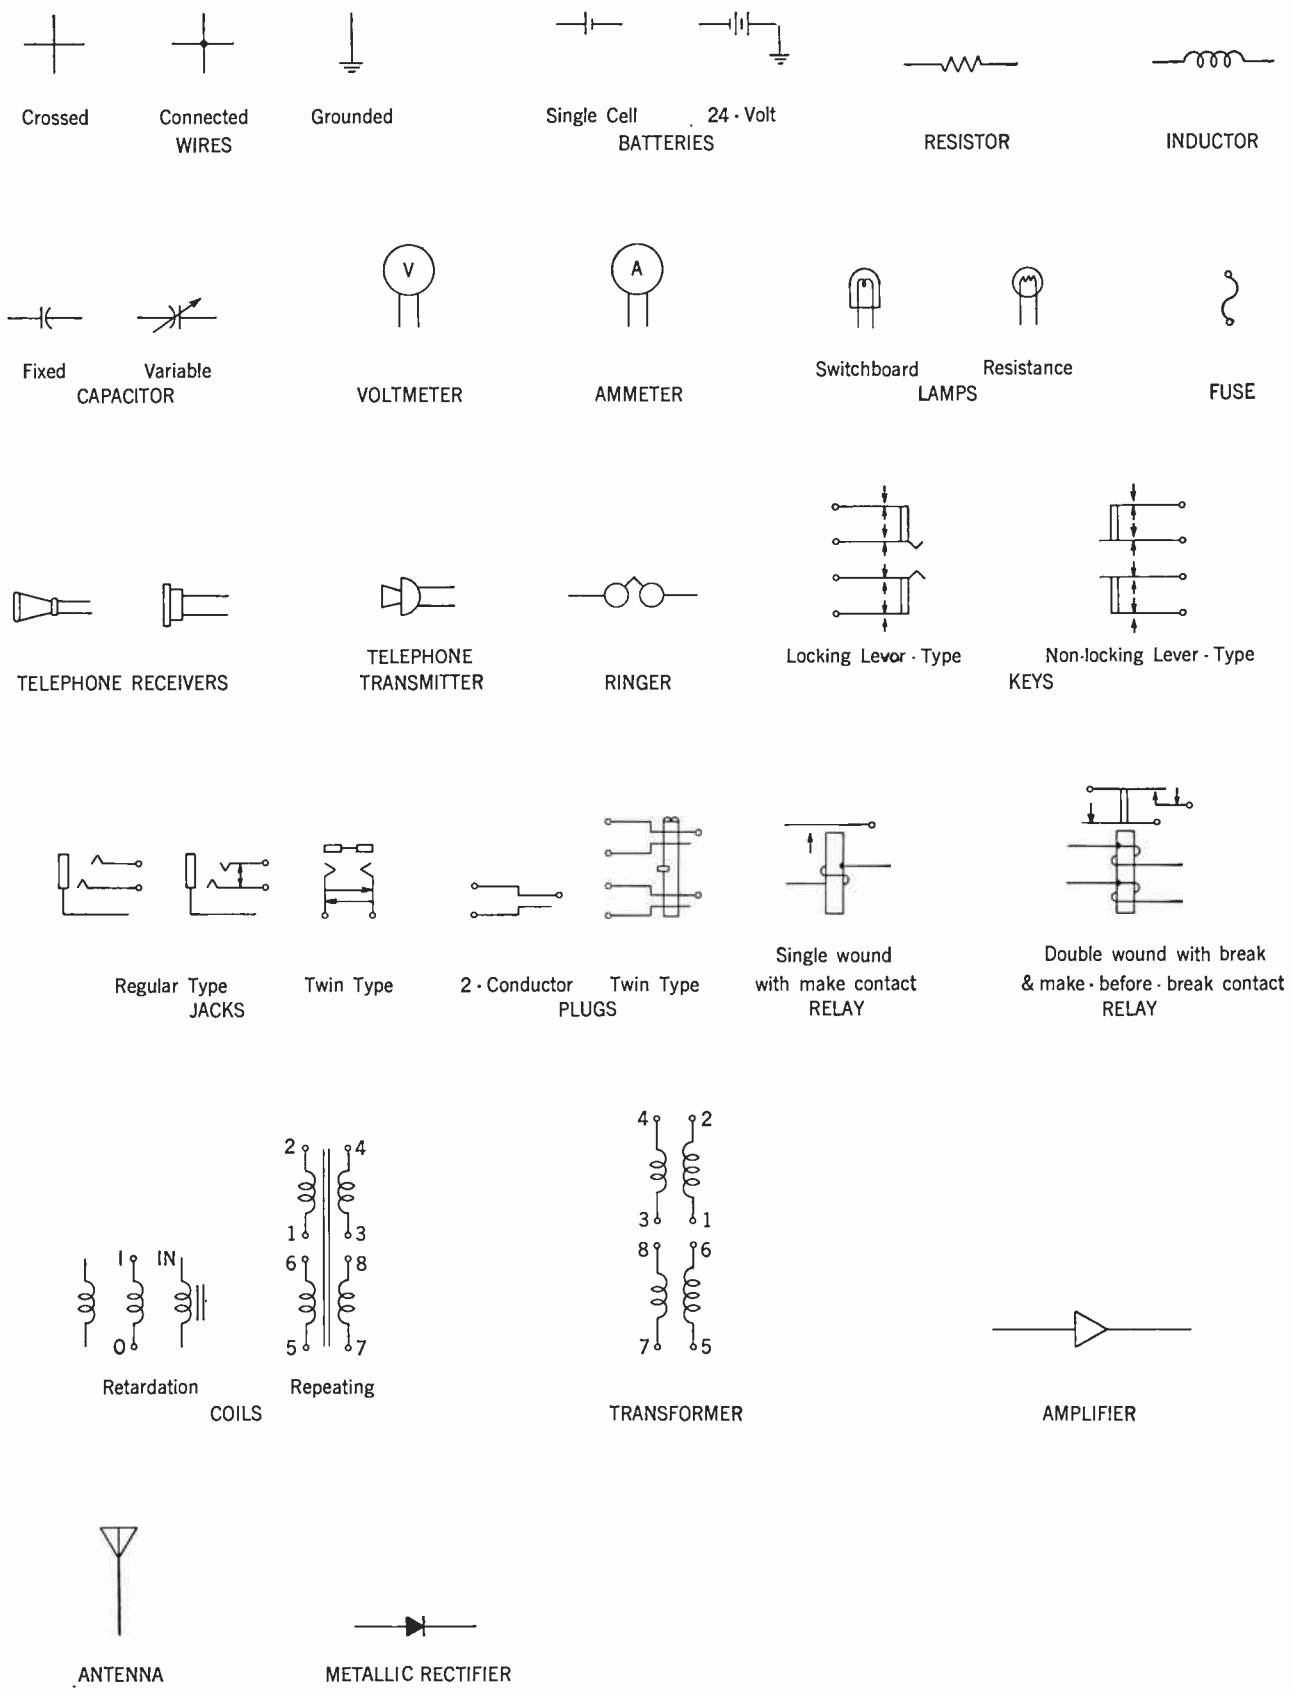 Crossed
Connected
WIRES
Grounded
Single Cell
24 - Volt
BATTERIES
RESISTOR
INDUCTOR
Fixed
Variable
CAPACITOR
V
VOLTMETER
A
AMMETER
Switchboard
Resistance
LAMPS
FUSE
TELEPHONE RECEIVERS
TELEPHONE
TRANSMITTER
RINGER
Locking Levor - Type
Non-locking Lever - Type
KEYS
Regular Type
Twin Type
JACKS
2 - Conductor
Twin Type
PLUGS
Single wound
with make contact
RELAY
Double wound with break
& make - before - break contact
RELAY
I
O
IN
Retardation
2 4
1 3
6 8
5 7
Repeating
COILS
4 2
3 1
8 6
7 5
TRANSFORMER
AMPLIFIER
ANTENNA
METALLIC RECTIFIER